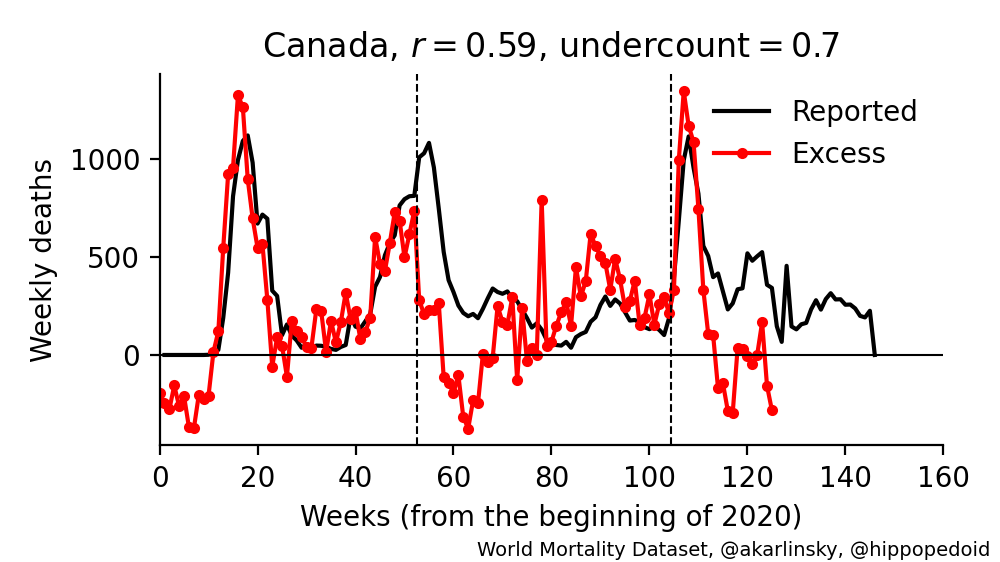 Canada, r = 0.59, undercount = 0.7
Reported
Excess
Weekly deaths
1000
500
0
0 20 40 60 80 100 120 140 160
Weeks (from the beginning of 2020)
World Mortality Dataset, @akarlinsky, @hippopedoid